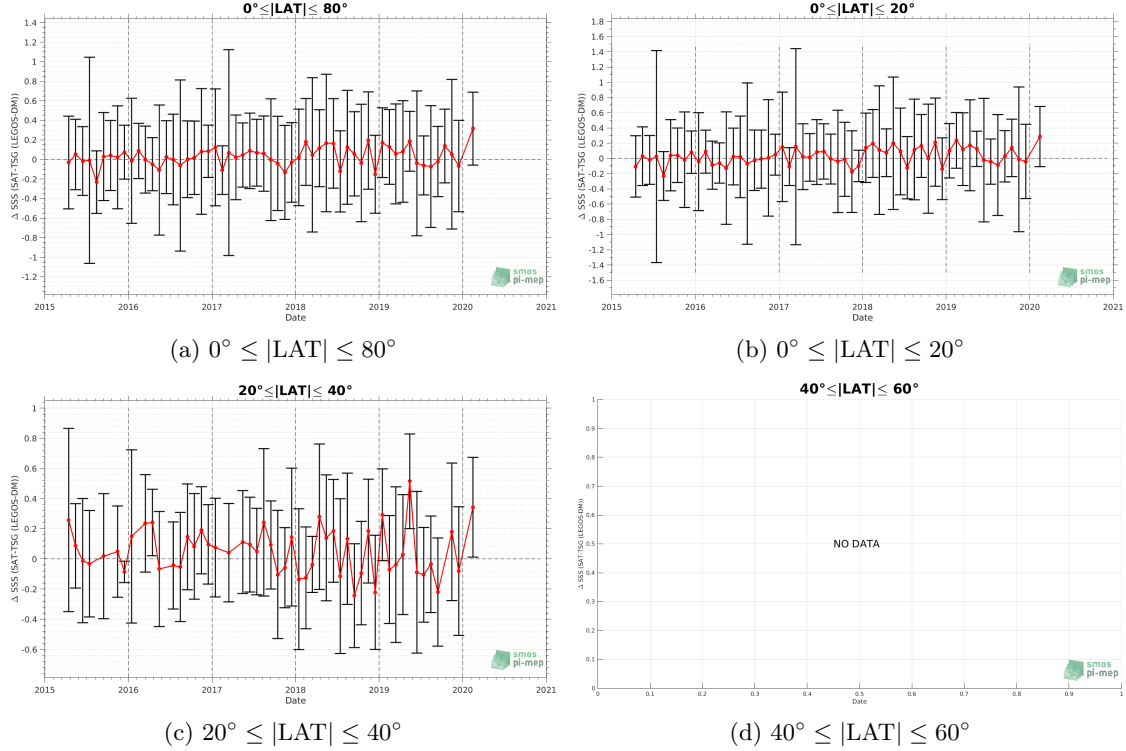 0°≤|LAT|≤ 80°
Δ SSS (SAT-TSG (LEGOS-DM))
1.4
1.2
1
0.8
0.6
0.4
0.2
0
-0.2
-0.4
-0.6
-0.8
-1
-1.2
2015 2016 2017 2018 2019 2020 2021
Date
smos
pi-mep
(a) 0° ≤ |LAT| ≤ 80°
0°≤|LAT|≤ 20°
Δ SSS (SAT-TSG (LEGOS-DM))
1.8
1.6
1.4
1.2
1
0.8
0.6
0.4
0.2
0
-0.2
-0.4
-0.6
-0.8
-1
-1.2
-1.4
-1.6
2015 2016 2017 2018 2019 2020 2021
Date
smos
pi-mep
(b) 0° ≤ |LAT| ≤ 20°
20°≤|LAT|≤ 40°
Δ SSS (SAT-TSG (LEGOS-DM))
1
0.8
0.6
0.4
0.2
0
-0.2
-0.4
-0.6
2015 2016 2017 2018 2019 2020 2021
Date
smos
pi-mep
(c) 20° ≤ |LAT| ≤ 40°
40°≤|LAT|≤ 60°
Δ SSS (SAT-TSG (LEGOS-DM))
1
0.9
0.8
0.7
0.6
0.5
0.4
0.3
0.2
0.1
0
NO DATA
0 0.1 0.2 0.3 0.4 0.5 0.6 0.7 0.8 0.9 1
Date
smos
pi-mep
(d) 40° ≤ |LAT| ≤ 60°